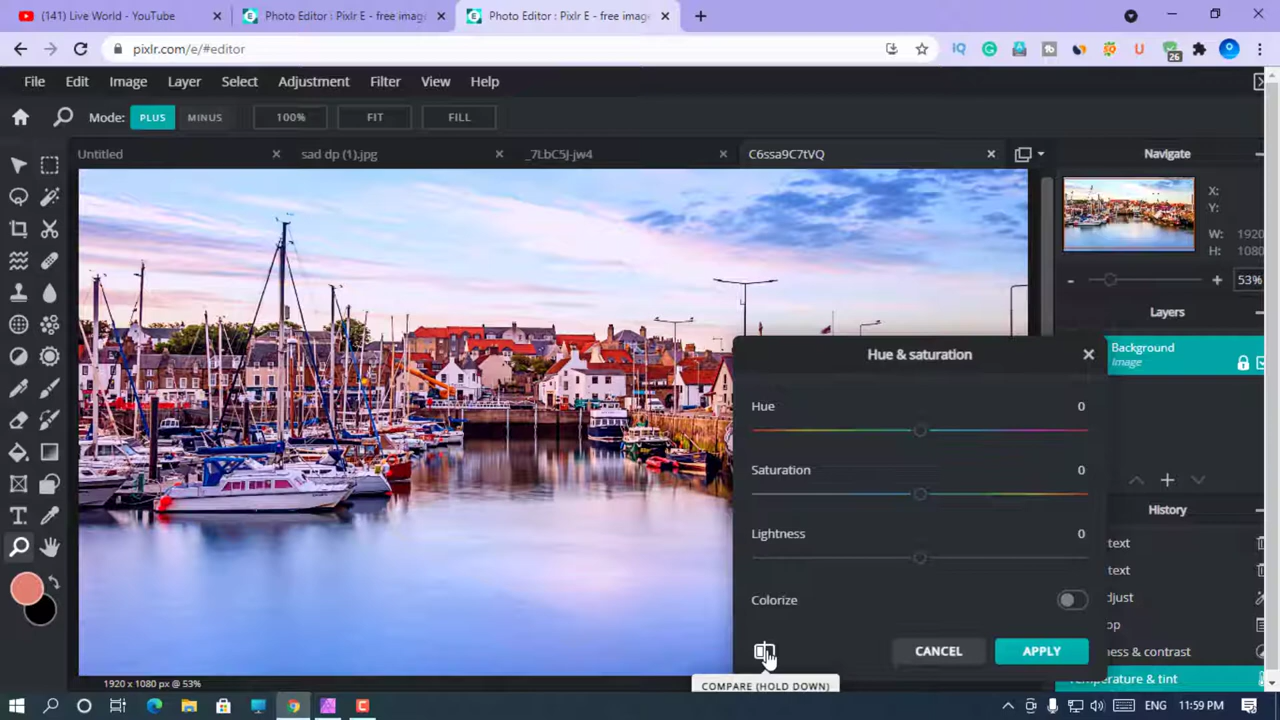 (141) Live World - YouTube
Photo Editor : Pixlr E - free imag
Photo Editor : Pixlr E - free image
pixlr.com/e/#editor
26
File Edit Image Layer Select Adjustment Filter View Help
Mode: PLUS MINUS 100% FIT FILL
Untitled sad dp (1).jpg _7LbC5J-jw4 C6ssa9C7tVQ
Navigate
X:
Y:
W: 1920
H: 1080
53%
Layers
Background
Image
Hue & saturation
Hue 0
Saturation 0
Lightness 0
Colorize
CANCEL APPLY
COMPARE (HOLD DOWN)
History
text
text
djust
op
ness & contrast
Temperature & tint
1920 x 1080 px @ 53%
11:59 PM